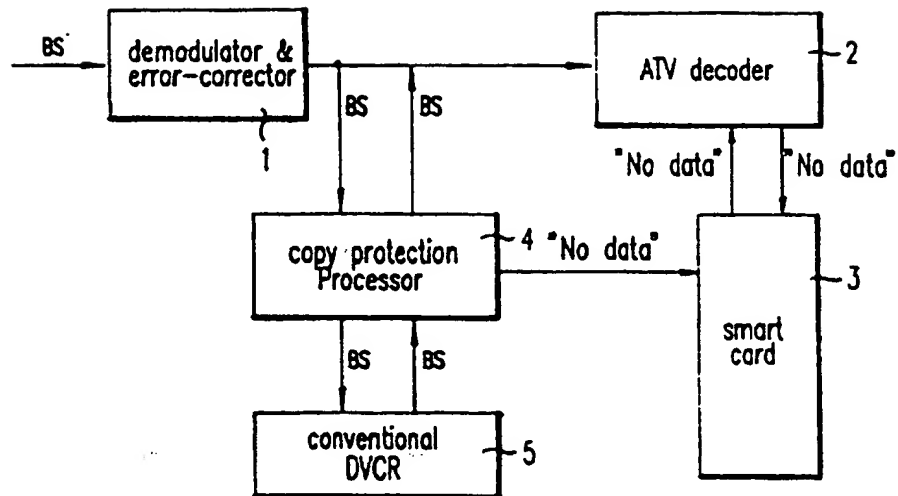 BS
demodulator &
error-corrector
1
ATV decoder
2
BS
BS
"No data"
"No data"
copy protection
Processor
4
"No data"
smart
card
3
BS
BS
conventional
DVCR
5